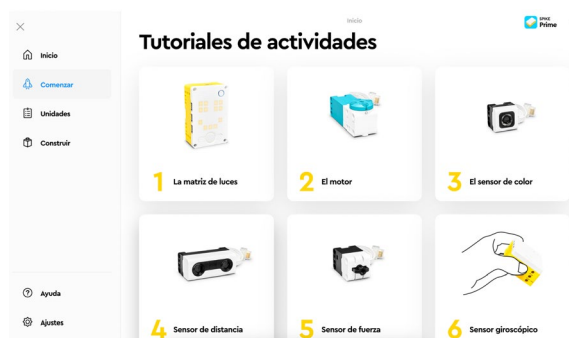 Inicio
SPIKE
Prime
Tutoriales de actividades
Inicio
Comenzar
Unidades
Construir
1 La matriz de luces
2 El motor
3 El sensor de color
4 Sensor de distancia
5 Sensor de fuerza
6 Sensor giroscópico
Ayuda
Ajustes